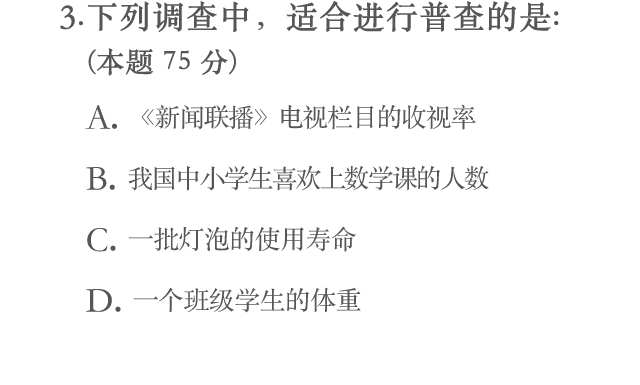 3.下列调查中，适合进行普查的是:
(本题 75 分)
A. 《新闻联播》电视栏目的收视率
B. 我国中小学生喜欢上数学课的人数
C. 一批灯泡的使用寿命
D. 一个班级学生的体重